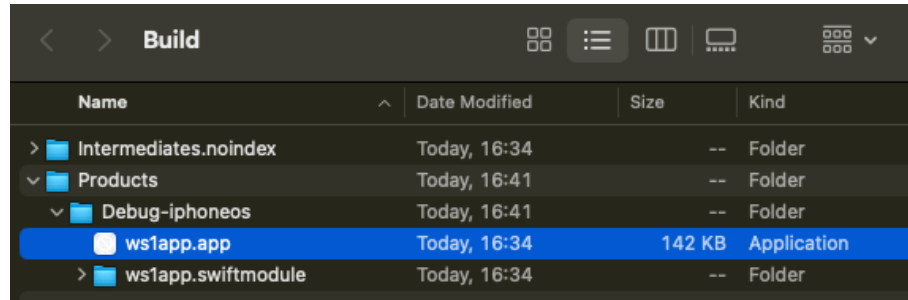 Build
Name Date Modified Size Kind
Intermediates.noindex Today, 16:34 -- Folder
Products Today, 16:41 -- Folder
Debug-iphoneos Today, 16:41 -- Folder
ws1app.app Today, 16:34 142 KB Application
ws1app.swiftmodule Today, 16:34 -- Folder